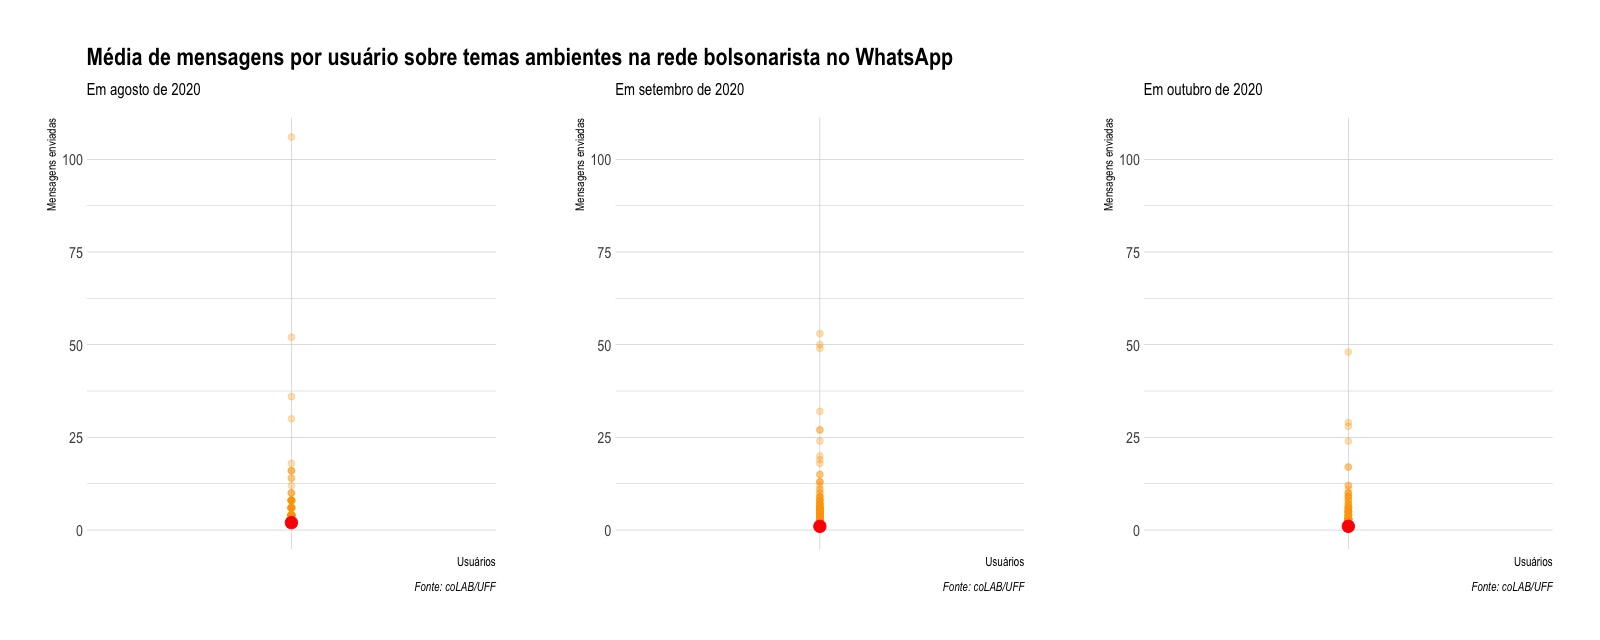 Média de mensagens por usuário sobre temas ambientes na rede bolsonarista no WhatsApp
Em agosto de 2020
Mensagens enviadas
100
75
50
25
0
Usuários
Fonte: coLAB/UFF
Em setembro de 2020
Mensagens enviadas
100
75
50
25
0
Usuários
Fonte: coLAB/UFF
Em outubro de 2020
Mensagens enviadas
100
75
50
25
0
Usuários
Fonte: coLAB/UFF